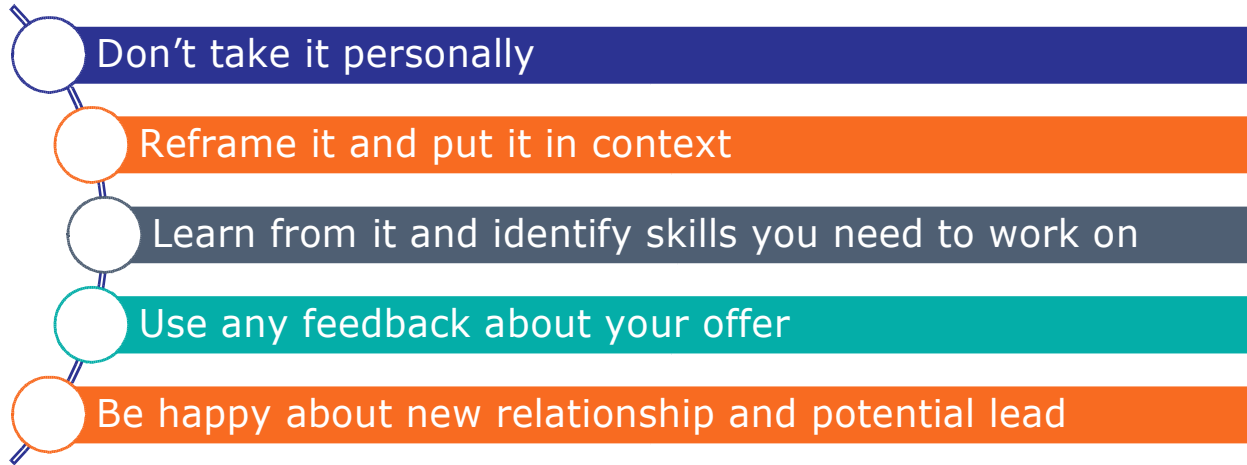 Don’t take it personally
Reframe it and put it in context
Learn from it and identify skills you need to work on
Use any feedback about your offer
Be happy about new relationship and potential lead